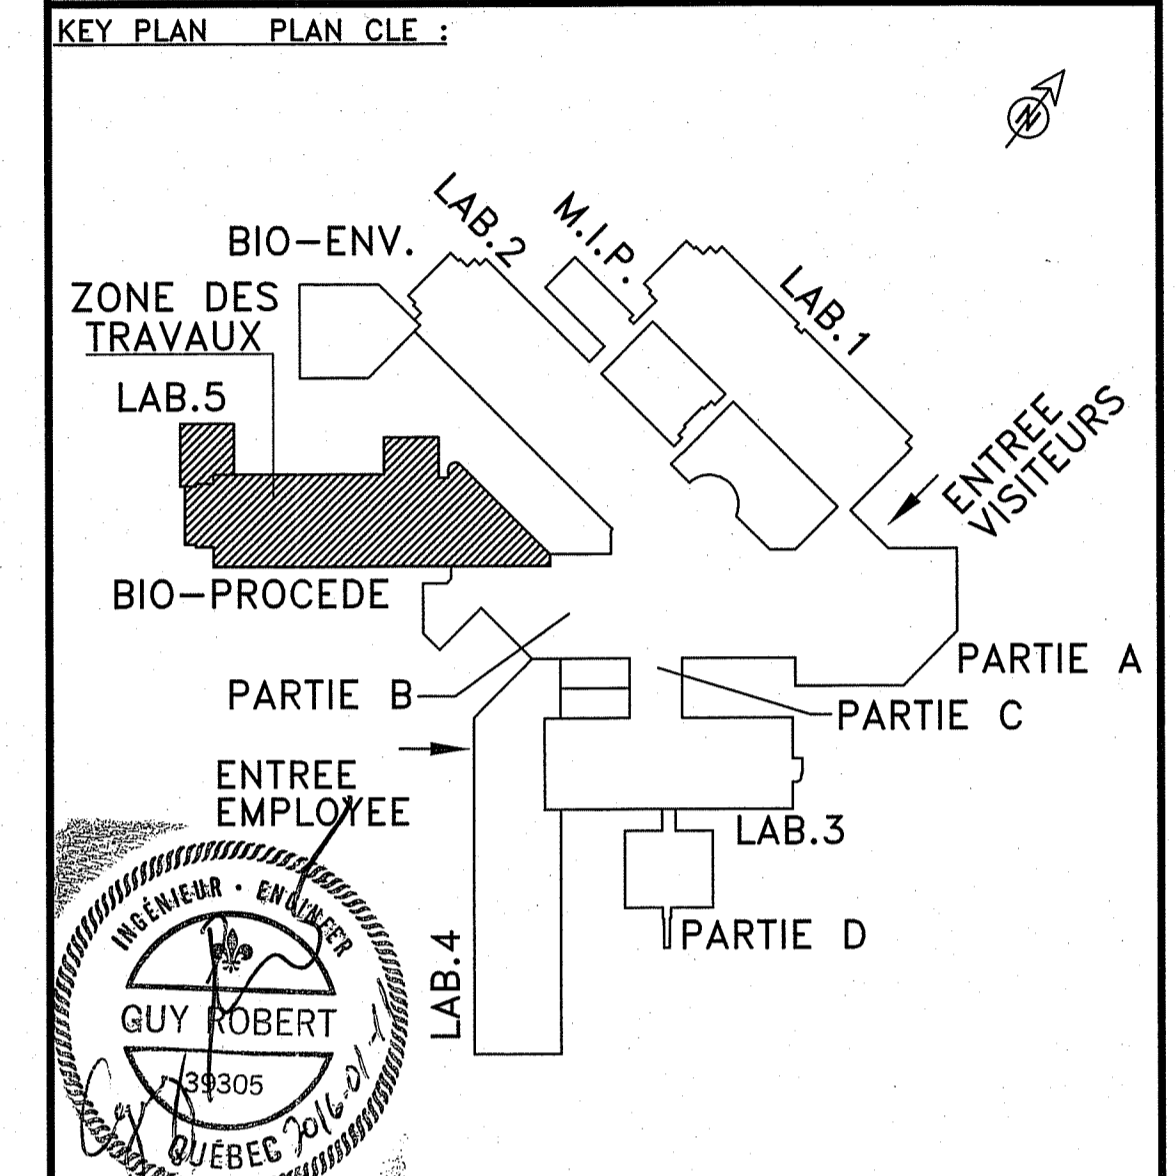 KEY PLAN PLAN CLE :
N
LAB.2
M.I.P.
BIO-ENV.
LAB.1
ZONE DES
TRAVAUX
LAB.5
ENTREE
VISITEURS
BIO-PROCEDE
PARTIE A
PARTIE B
PARTIE C
ENTREE
EMPLOYEE
LAB.3
PARTIE D
LAB.4
INGÉNIEUR · ENGINEER
GUY ROBERT
39305
QUÉBEC
2016-01-